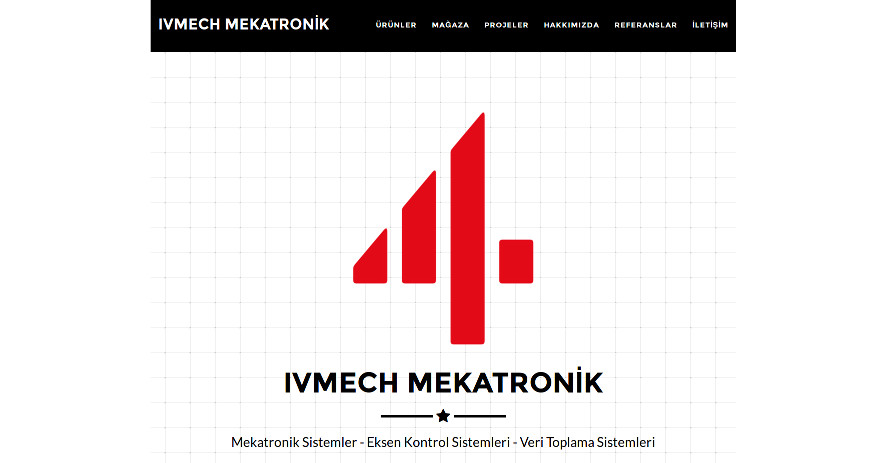 IVMECH MEKATRONİK ÜRÜNLER MAĞAZA PROJELER HAKKIMIZDA REFERANSLAR İLETİŞİM
IVMECH MEKATRONİK
Mekatronik Sistemler - Eksen Kontrol Sistemleri - Veri Toplama Sistemleri